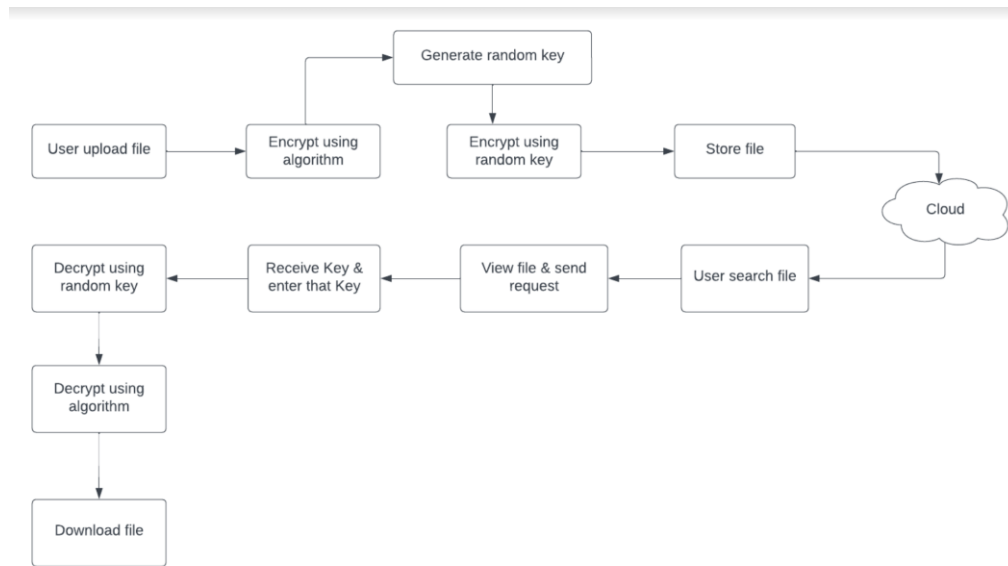 Generate random key
User upload file
Encrypt using
algorithm
Encrypt using
random key
Store file
Cloud
User search file
View file & send
request
Receive Key &
enter that Key
Decrypt using
random key
Decrypt using
algorithm
Download file